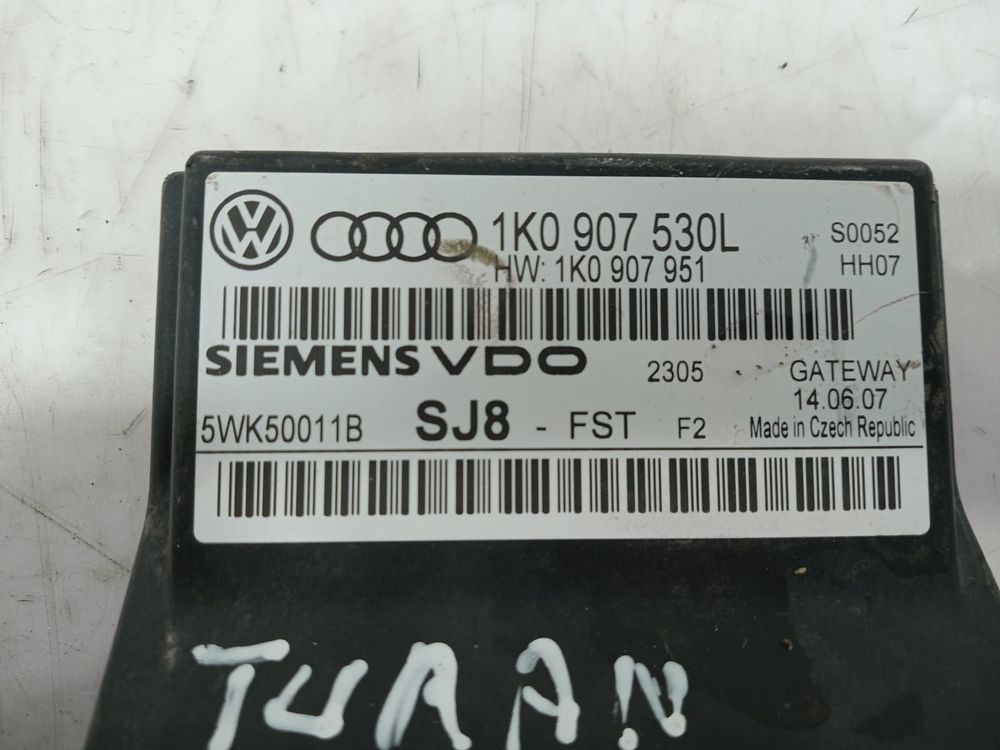 1K0 907 530L S0052
HW: 1K0 907 951 HH07
SIEMENS VDO 2305 GATEWAY
14.06.07
5WK50011B SJ8 - FST F2 Made in Czech Republic
TURAN